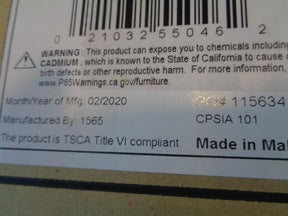 0 21032 55046 2
WARNING: This product can expose you to chemicals including
CADMIUM, which is known to the State of California to cause
birth defects or other reproductive harm. For more information,
www.P65Warnings.ca.gov/furniture.
Month/Year of Mfg: 02/2020
PO#: 115634
Manufactured By: 1565
CPSIA 101
The product is TSCA Title VI compliant.
Made in Mal